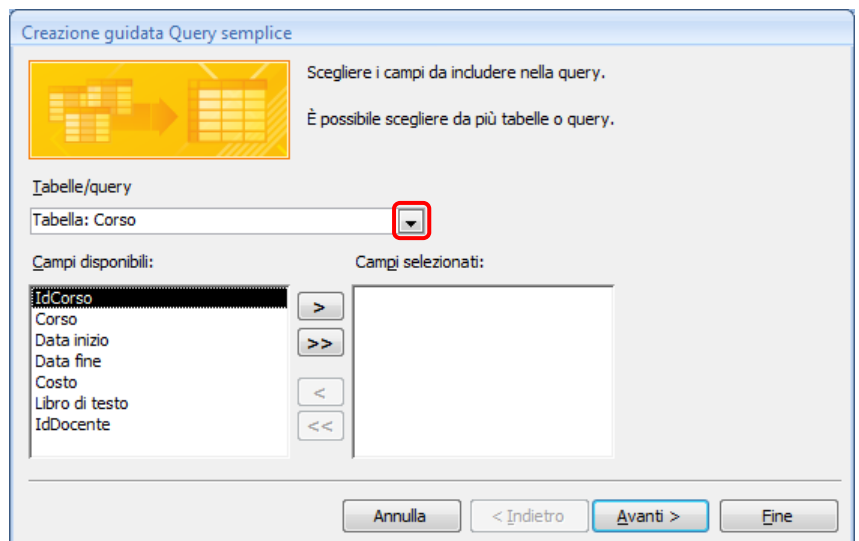 Creazione guidata Query semplice
Scegliere i campi da includere nella query.
È possibile scegliere da più tabelle o query.
Tabelle/query
Tabella: Corso
Campi disponibili:
Campi selezionati:
IdCorso
Corso
Data inizio
Data fine
Costo
Libro di testo
IdDocente
>
>>
<
<<
Annulla
< Indietro
Avanti >
Fine